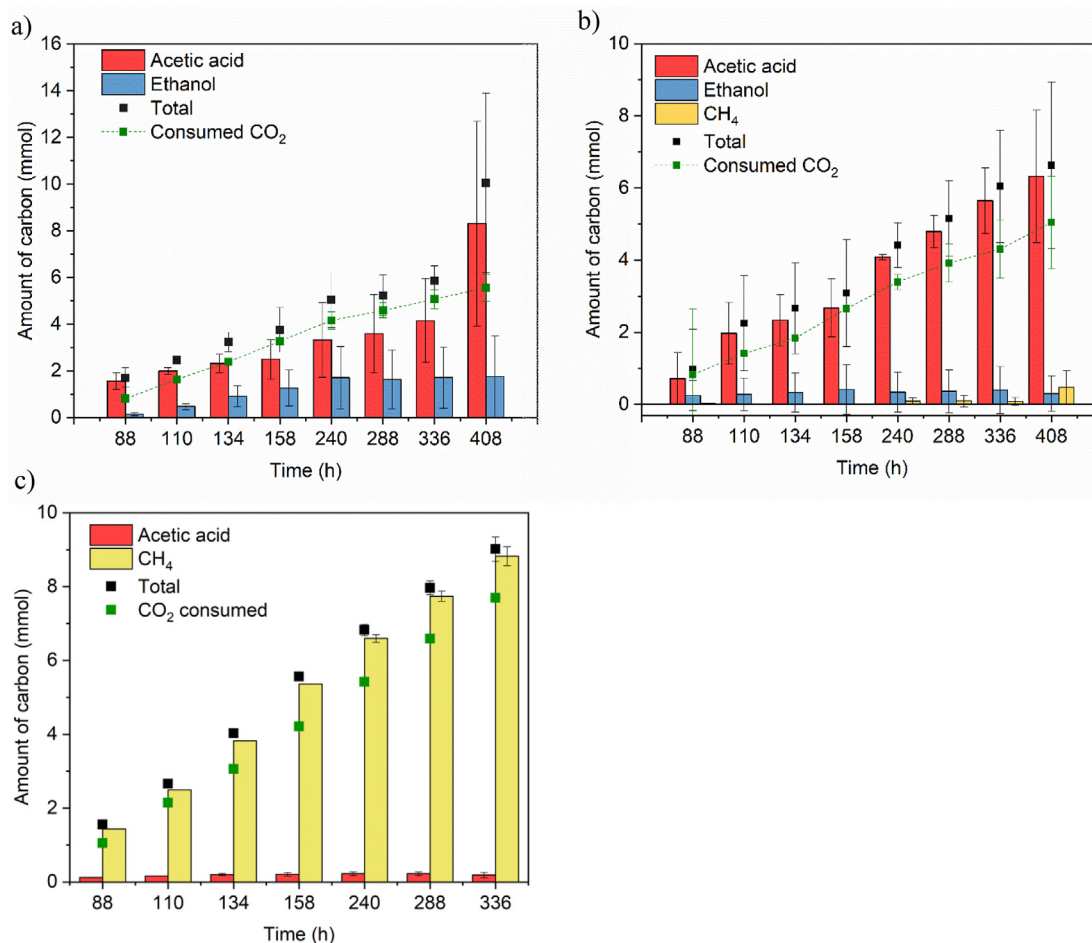 a)
16
14
12
10
8
6
4
2
0
Amount of carbon (mmol)
Acetic acid
Ethanol
Total
Consumed CO₂
88 110 134 158 240 288 336 408
Time (h)
b)
10
8
6
4
2
0
Amount of carbon (mmol)
Acetic acid
Ethanol
CH₄
Total
Consumed CO₂
88 110 134 158 240 288 336 408
Time (h)
c)
10
8
6
4
2
0
Amount of carbon (mmol)
Acetic acid
CH₄
Total
CO₂ consumed
88 110 134 158 240 288 336
Time (h)